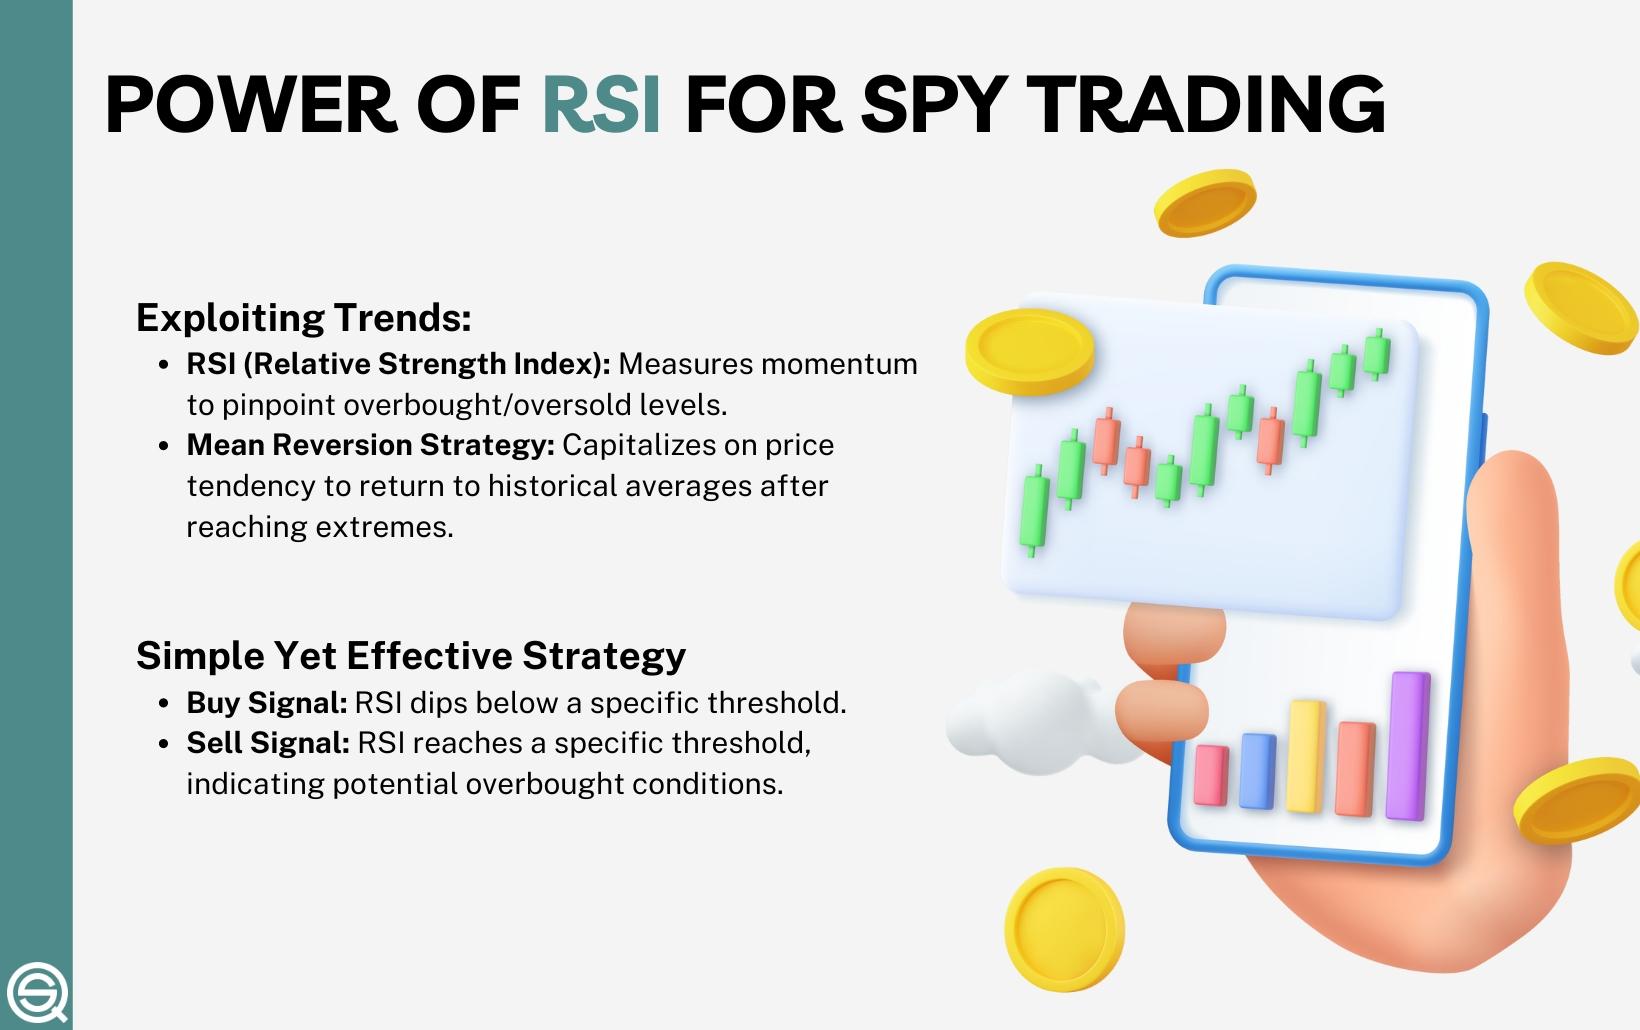 POWER OF RSI FOR SPY TRADING
Exploiting Trends:
• RSI (Relative Strength Index): Measures momentum
to pinpoint overbought/oversold levels.
• Mean Reversion Strategy: Capitalizes on price
tendency to return to historical averages after
reaching extremes.
Simple Yet Effective Strategy
• Buy Signal: RSI dips below a specific threshold.
• Sell Signal: RSI reaches a specific threshold,
indicating potential overbought conditions.